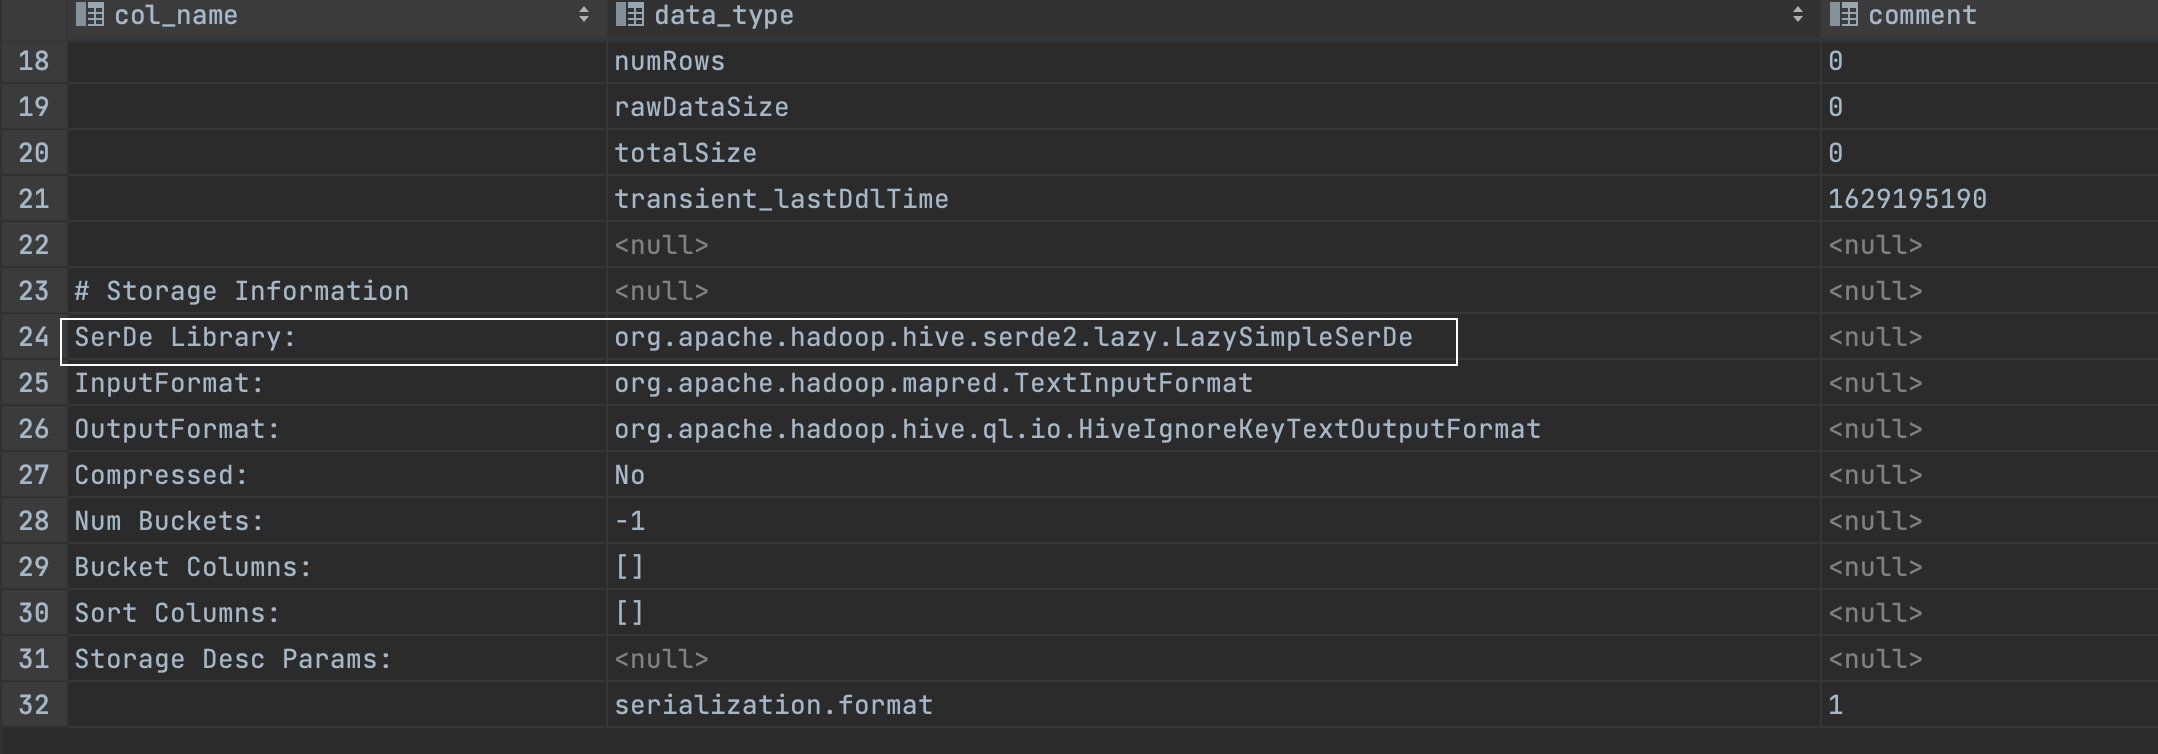 col_name data_type comment
18 numRows 0
19 rawDataSize 0
20 totalSize 0
21 transient_lastDdlTime 1629195190
22 <null> <null>
23 # Storage Information <null> <null>
24 SerDe Library: org.apache.hadoop.hive.serde2.lazy.LazySimpleSerDe <null>
25 InputFormat: org.apache.hadoop.mapred.TextInputFormat <null>
26 OutputFormat: org.apache.hadoop.hive.ql.io.HiveIgnoreKeyTextOutputFormat <null>
27 Compressed: No <null>
28 Num Buckets: -1 <null>
29 Bucket Columns: [] <null>
30 Sort Columns: [] <null>
31 Storage Desc Params: <null> <null>
32 serialization.format 1